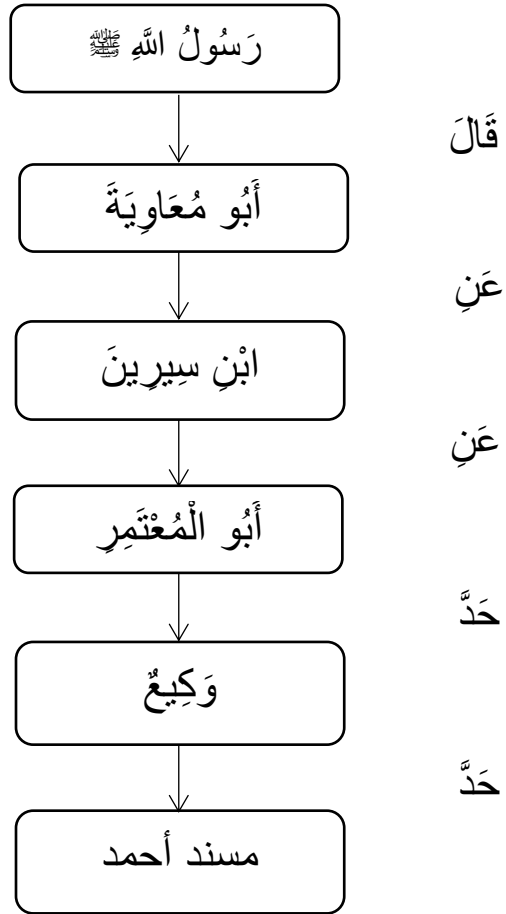 رَسُولُ اللَّهِ ﷺ
قَالَ
أَبُو مُعَاوِيَةَ
عَنِ
ابْنِ سِيرِينَ
عَنِ
أَبُو الْمُعْتَمِرِ
حَدَّ
وَكِيعٌ
حَدَّ
مسند أحمد